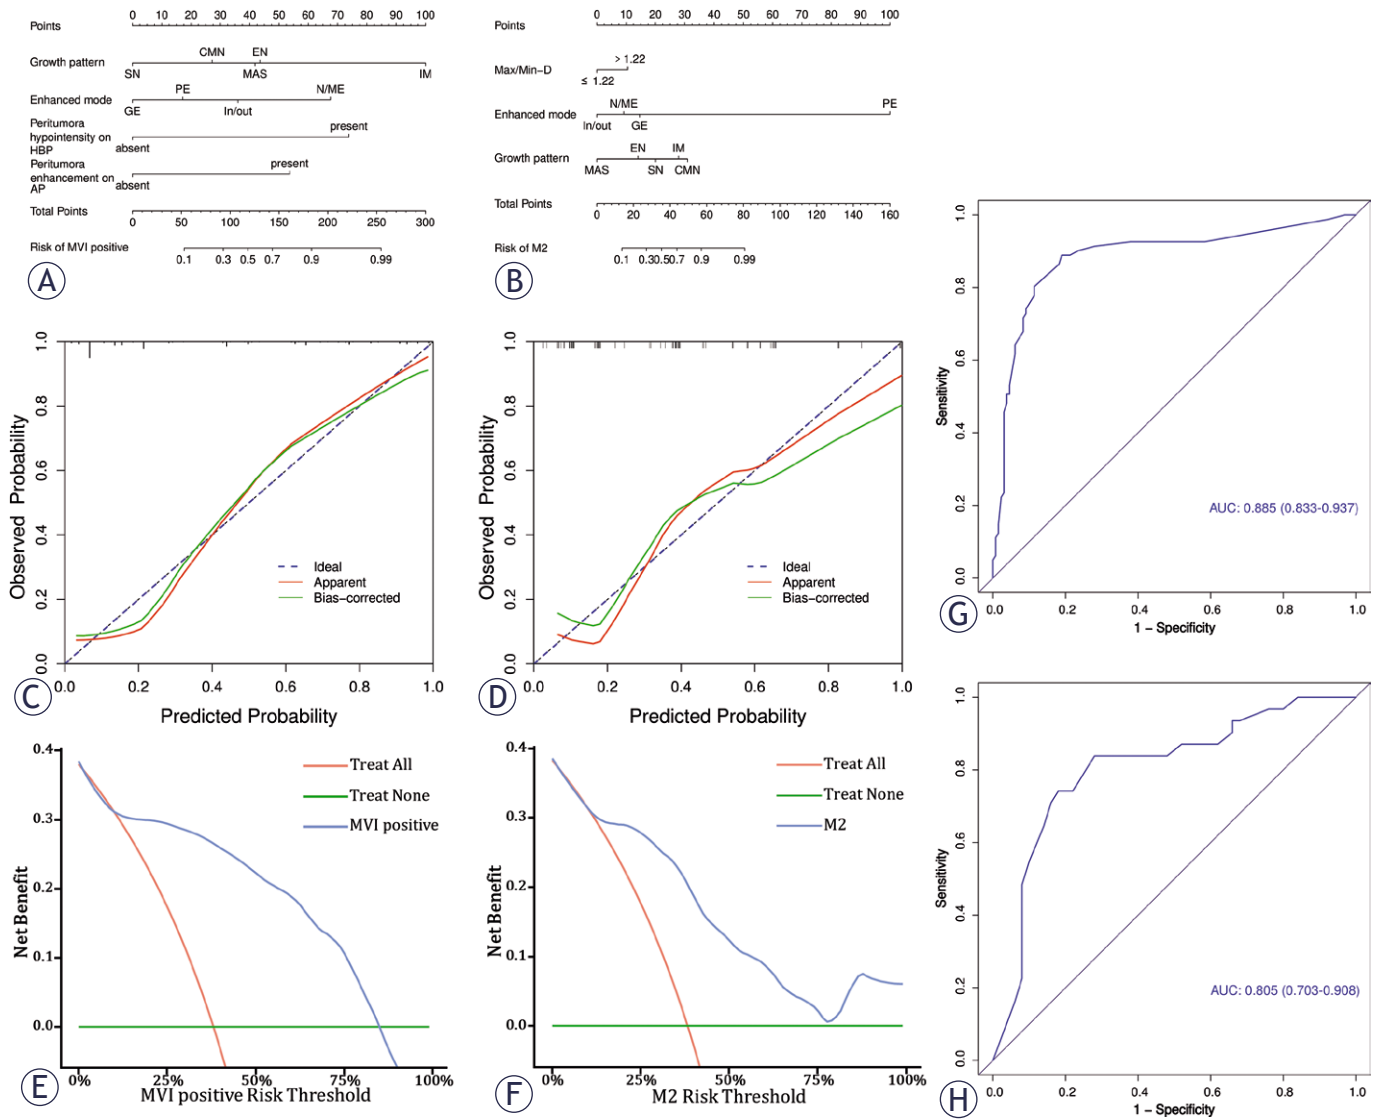 Points
0 10 20 30 40 50 60 70 80 90 100
Growth pattern
CMN EN
SN MAS IM
Enhanced mode
PE N/ME
GE In/out
Peritumora
hypointensity on
HBP
present
absent
Peritumora
enhancement on
AP
present
absent
Total Points
0 50 100 150 200 250 300
Risk of MVI positive
0.1 0.3 0.5 0.7 0.9 0.99
A
Points
0 10 20 30 40 50 60 70 80 90 100
Max/Min-D
> 1.22
≤ 1.22
Enhanced mode
N/ME PE
In/out GE
Growth pattern
EN IM
MAS SN CMN
Total Points
0 20 40 60 80 100 120 140 160
Risk of M2
0.1 0.30.50.7 0.9 0.99
B
Observed Probability
1.0
0.8
0.6
0.4
0.2
0.0
Ideal
Apparent
Bias-corrected
0.0 0.2 0.4 0.6 0.8 1.0
Predicted Probability
C
Observed Probability
1.0
0.8
0.6
0.4
0.2
0.0
Ideal
Apparent
Bias-corrected
0.0 0.2 0.4 0.6 0.8 1.0
Predicted Probability
D
Net Benefit
0.4
0.3
0.2
0.1
0.0
Treat All
Treat None
MVI positive
0% 25% 50% 75% 100%
MVI positive Risk Threshold
E
Net Benefit
0.4
0.3
0.2
0.1
0.0
Treat All
Treat None
M2
0% 25% 50% 75% 100%
M2 Risk Threshold
F
Sensitivity
1.0
0.8
0.6
0.4
0.2
0.0
AUC: 0.885 (0.833-0.937)
0.0 0.2 0.4 0.6 0.8 1.0
1 - Specificity
G
Sensitivity
1.0
0.8
0.6
0.4
0.2
0.0
AUC: 0.805 (0.703-0.908)
0.0 0.2 0.4 0.6 0.8 1.0
1 - Specificity
H